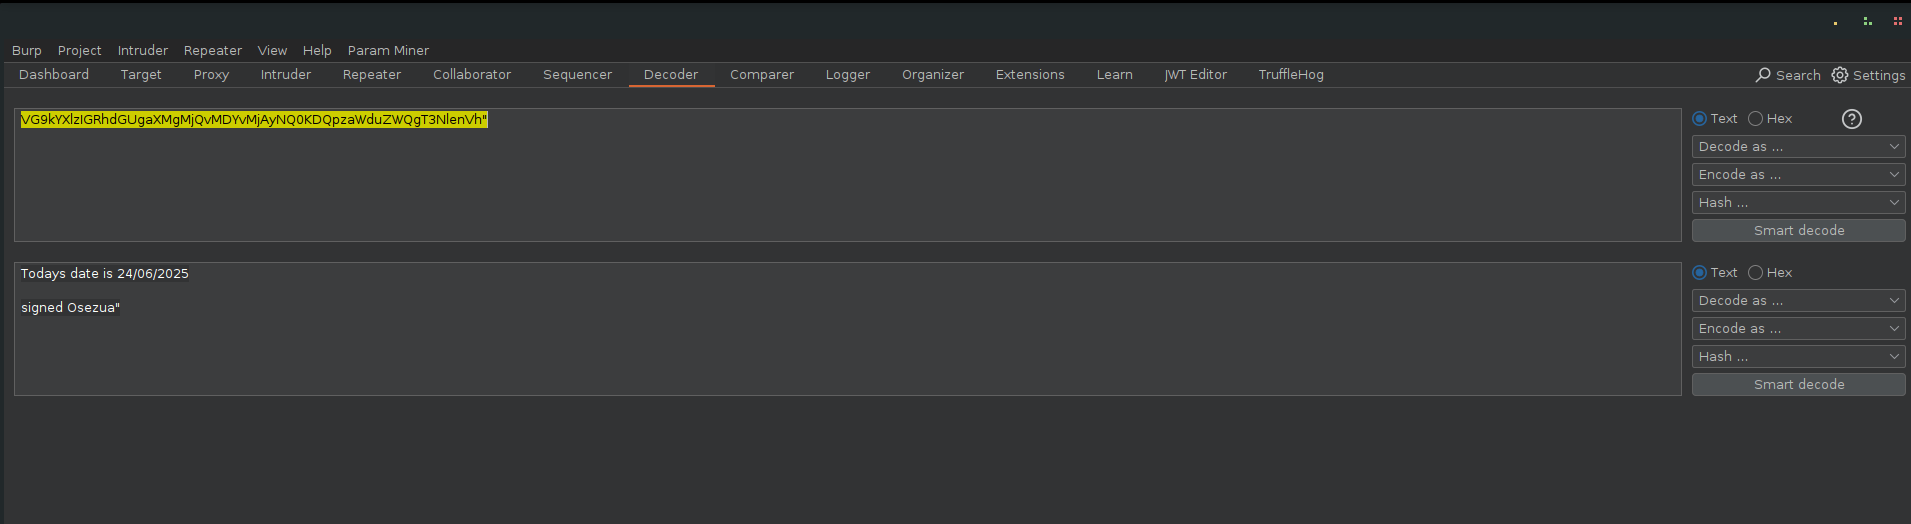 Burp Project Intruder Repeater View Help Param Miner
Dashboard Target Proxy Intruder Repeater Collaborator Sequencer Decoder Comparer Logger Organizer Extensions Learn JWT Editor TruffleHog Search Settings
VG9kYXlzIGRhdGUgaXMgMjQvMDYvMjAyNQ0KDQpzaWduZWQgT3NlenVh"
Text Hex ?
Decode as ...
Encode as ...
Hash ...
Smart decode
Todays date is 24/06/2025
signed Osezua"
Text Hex
Decode as ...
Encode as ...
Hash ...
Smart decode